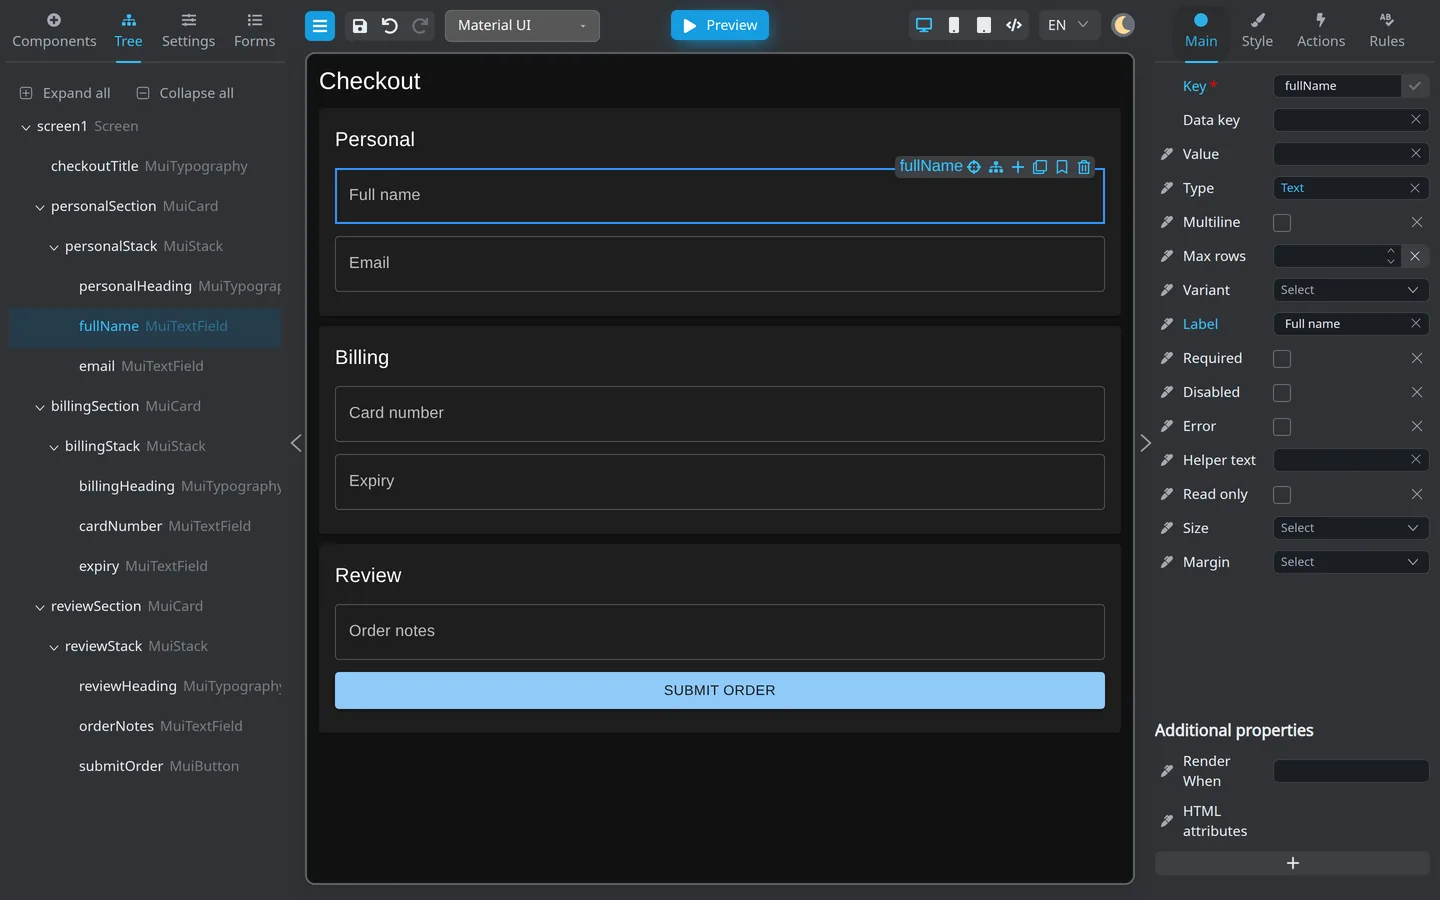 Components
Tree
Settings
Forms
Material UI
Preview
EN
Main
Style
Actions
Rules
Expand all
Collapse all
screen1 Screen
checkoutTitle MuiTypography
personalSection MuiCard
personalStack MuiStack
personalHeading MuiTypograp
fullName MuiTextField
email MuiTextField
billingSection MuiCard
billingStack MuiStack
billingHeading MuiTypography
cardNumber MuiTextField
expiry MuiTextField
reviewSection MuiCard
reviewStack MuiStack
reviewHeading MuiTypography
orderNotes MuiTextField
submitOrder MuiButton
Checkout
Personal
fullName
Full name
Email
Billing
Card number
Expiry
Review
Order notes
SUBMIT ORDER
Key * fullName
Data key
Value
Type Text
Multiline
Max rows
Variant Select
Label Full name
Required
Disabled
Error
Helper text
Read only
Size Select
Margin Select
Additional properties
Render
When
HTML
attributes